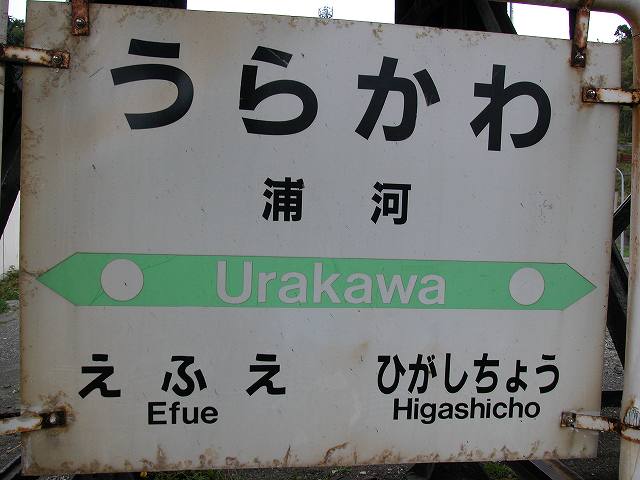 うらかわ
浦河
Urakawa
えふえ ひがしちょう
Efue Higashicho